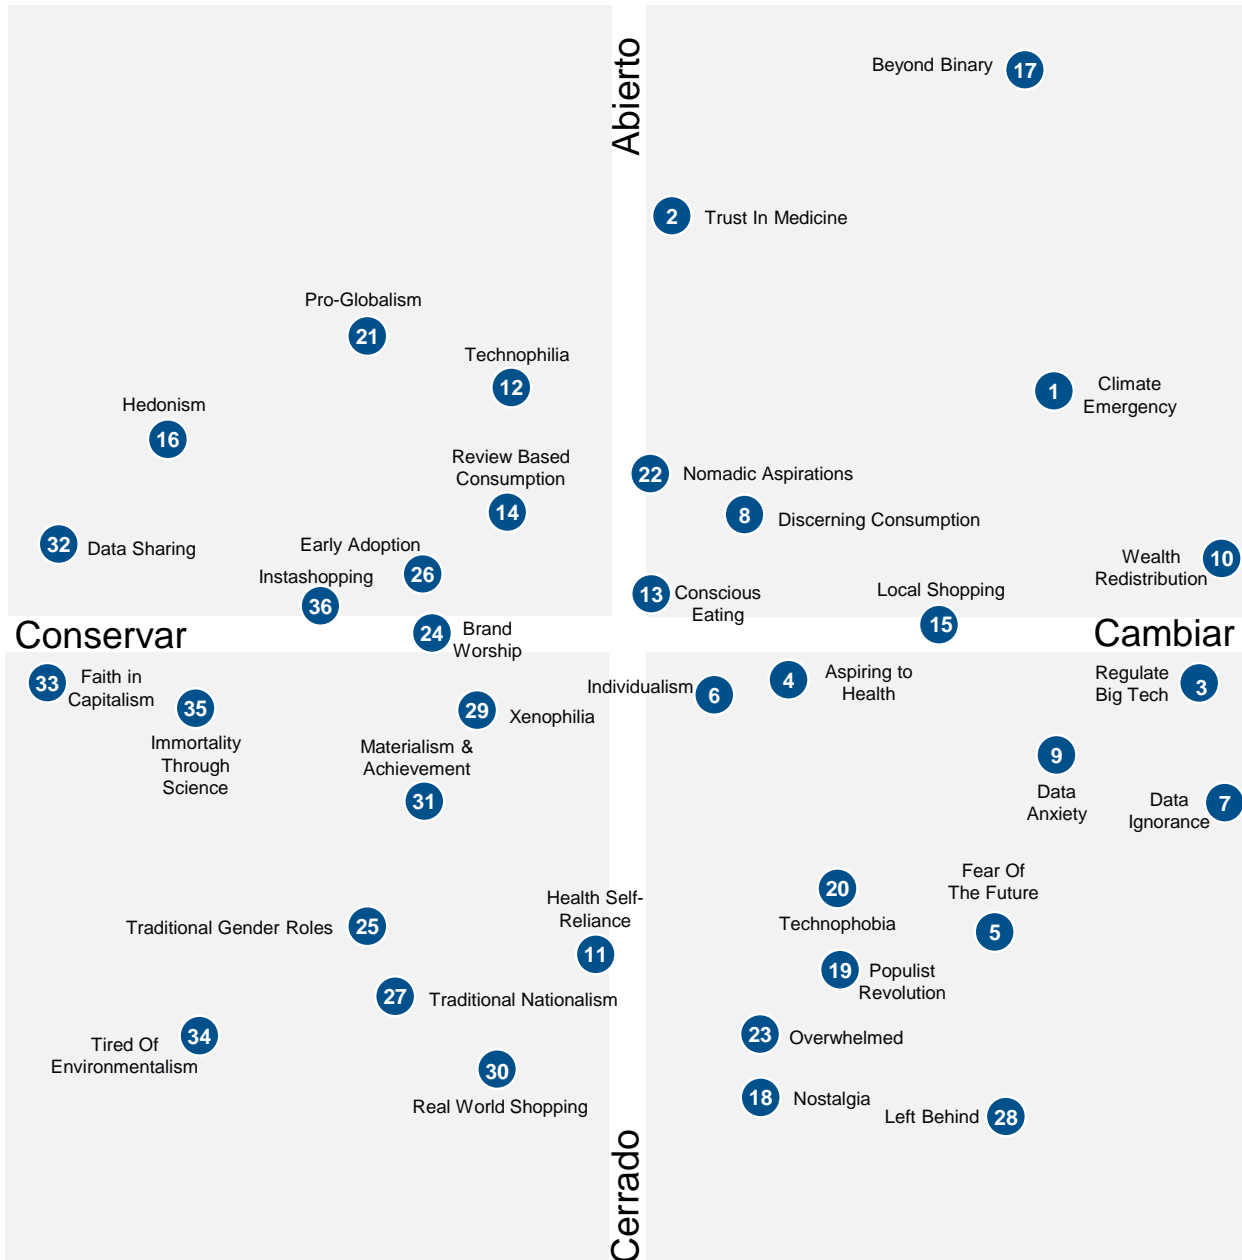 Abierto
Beyond Binary
17
2
Trust In Medicine
Pro-Globalism
21
Technophilia
12
1
Climate
Emergency
Hedonism
16
Review Based
Consumption
14
22
Nomadic Aspirations
8
Discerning Consumption
32
Data Sharing
Early Adoption
26
Instashopping
36
13
Conscious
Eating
Local Shopping
15
Wealth
Redistribution
10
Conservar
24
Brand
Worship
Cambiar
33
Faith in
Capitalism
35
Immortality
Through
Science
29
Xenophilia
Individualism
6
4
Aspiring to
Health
Regulate
Big Tech
3
Materialism &
Achievement
31
9
Data
Anxiety
Data
Ignorance
7
Traditional Gender Roles
25
Health Self-
Reliance
11
20
Technophobia
Fear Of
The Future
5
27
Traditional Nationalism
19
Populist
Revolution
34
Tired Of
Environmentalism
30
Real World Shopping
23
Overwhelmed
18
Nostalgia
Left Behind
28
Cerrado